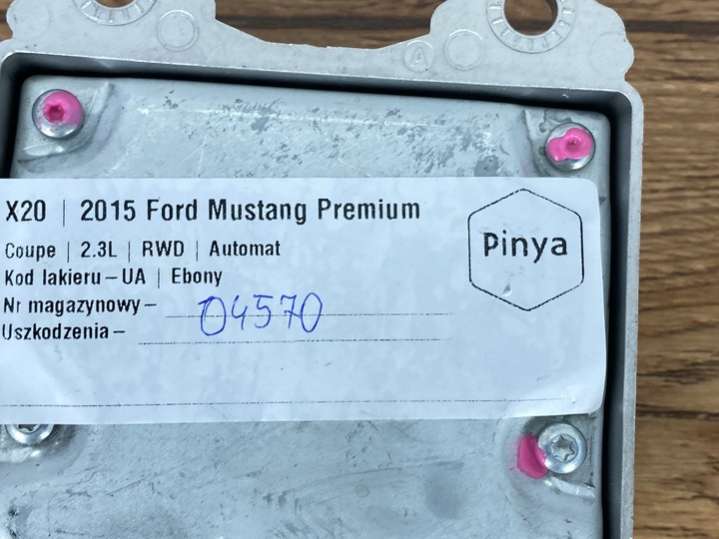 X20 | 2015 Ford Mustang Premium
Coupe | 2.3L | RWD | Automat
Kod lakieru – UA | Ebony
Nr magazynowy – 04570
Uszkodzenia –
Pinya
A